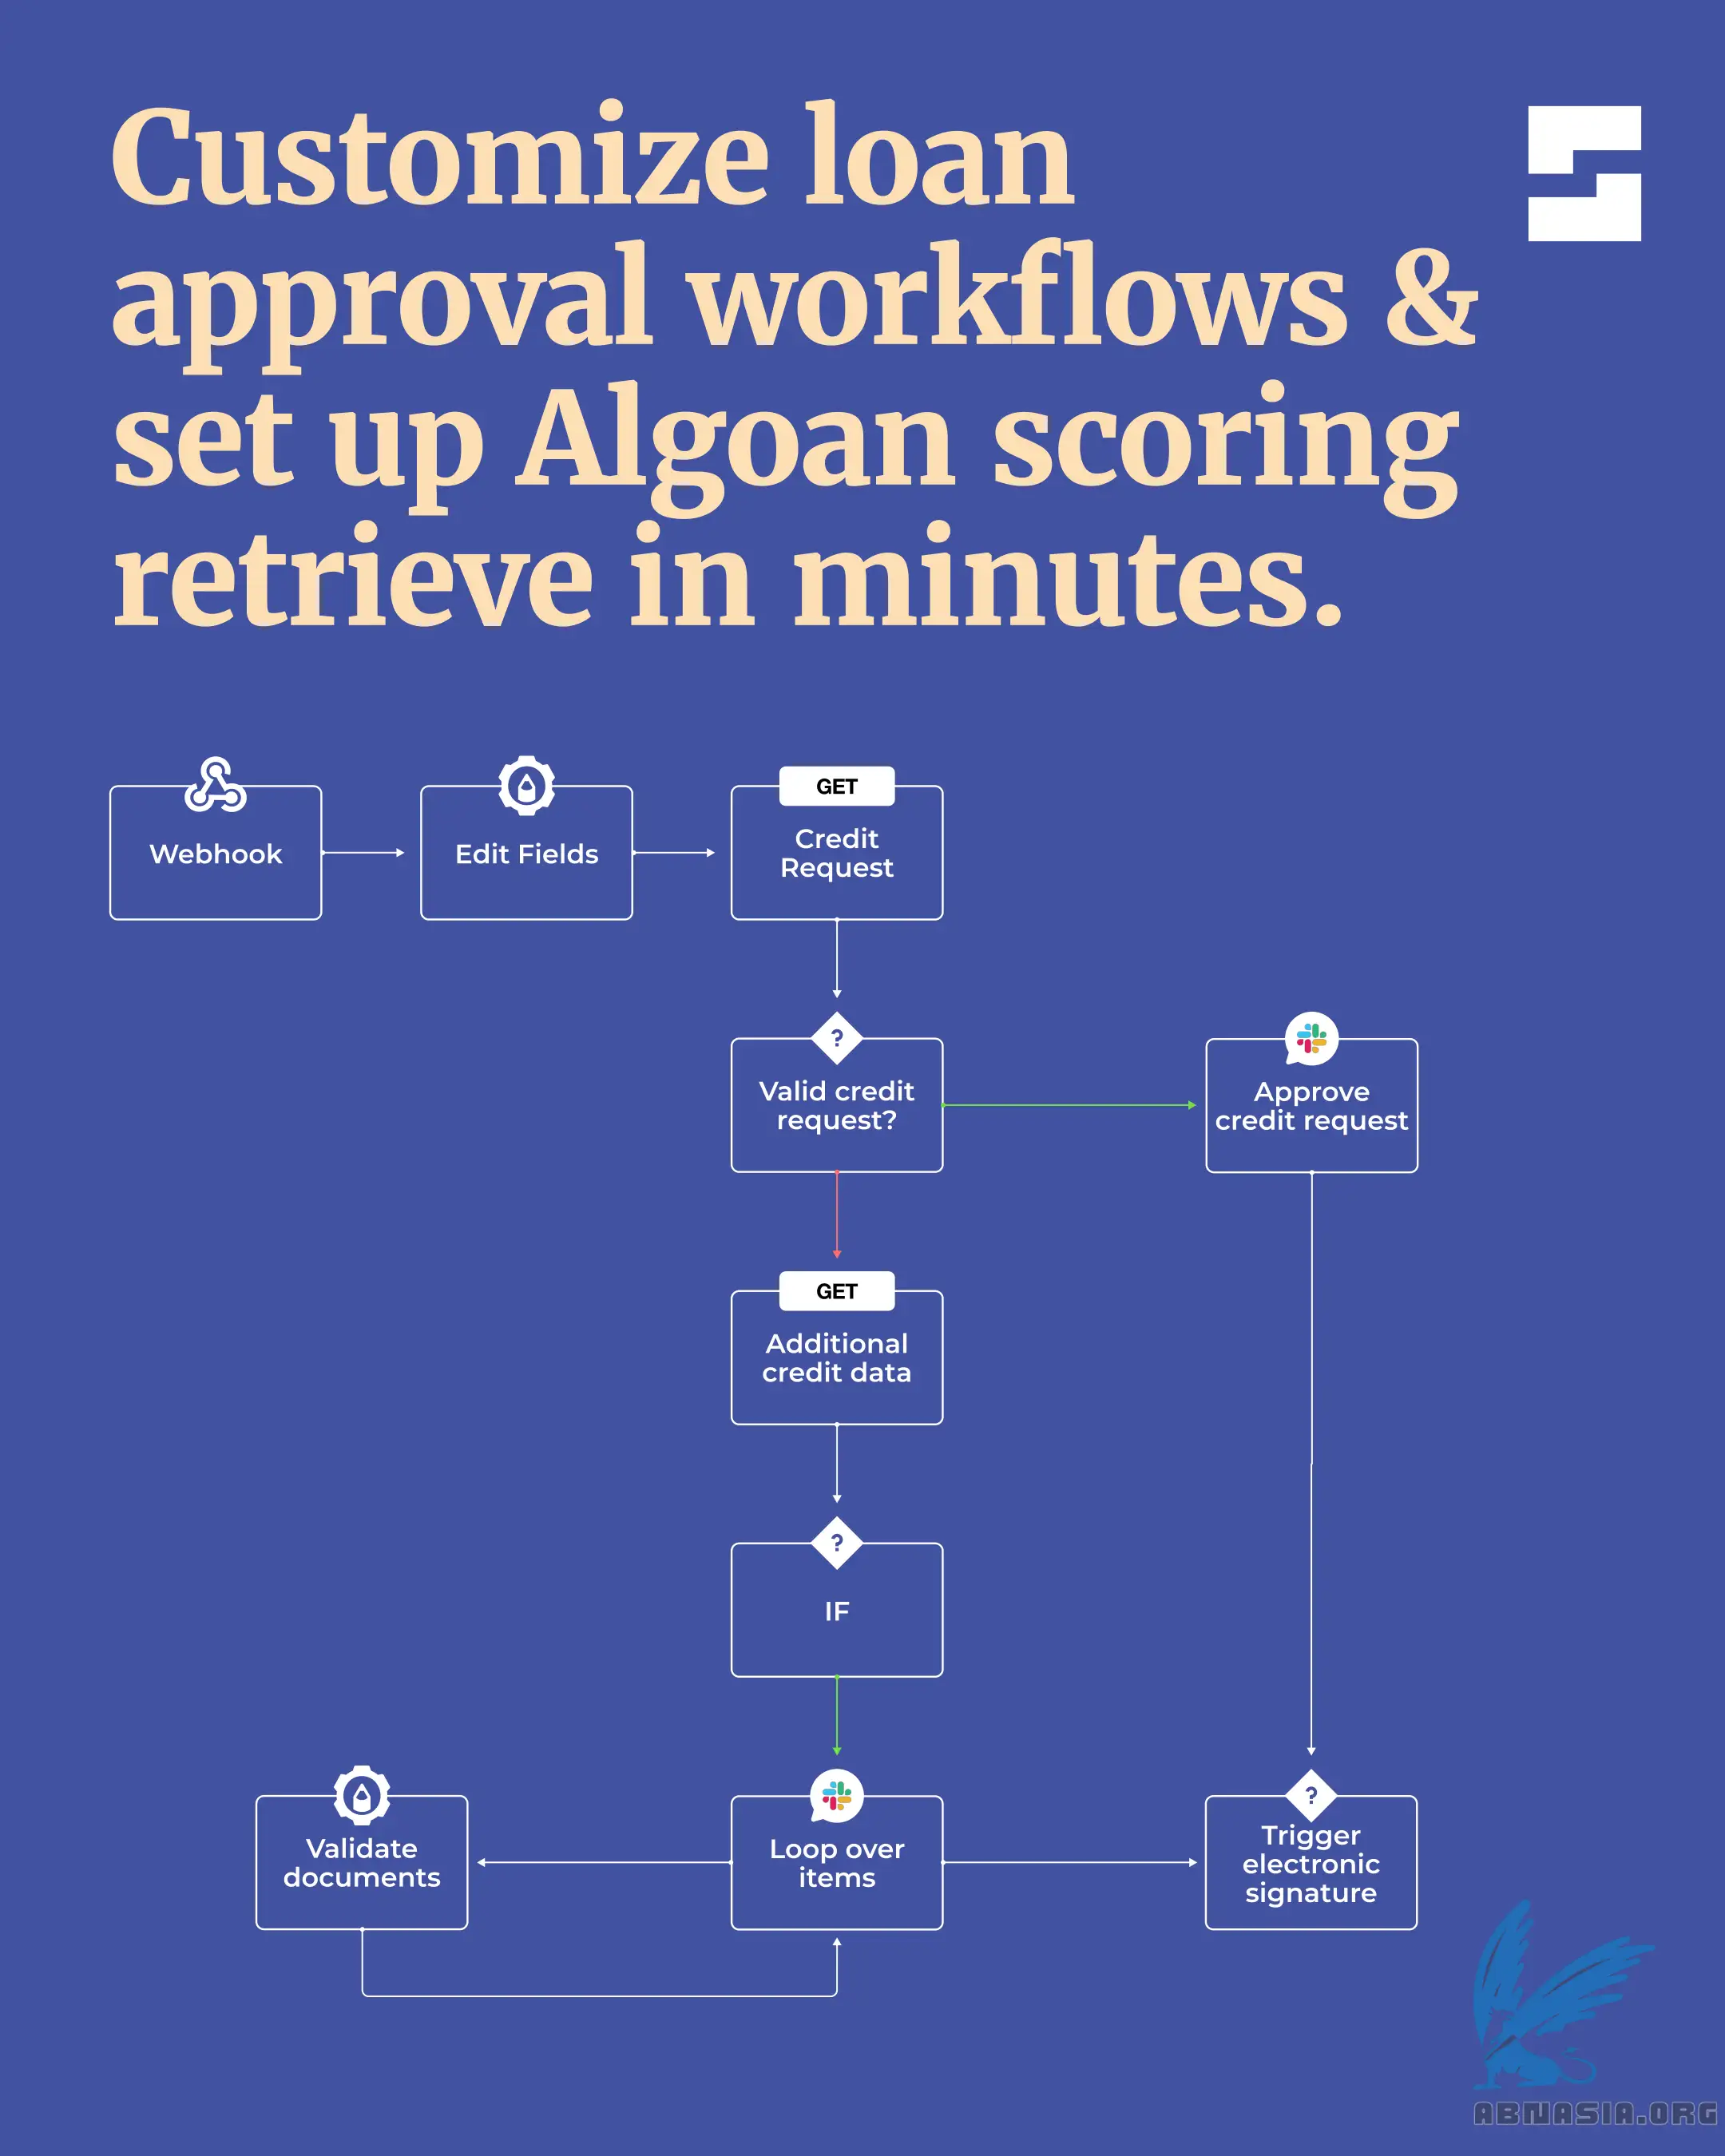 Customize loan
approval workflows &
set up Algoan scoring
retrieve in minutes.
Webhook
Edit Fields
GET
Credit
Request
?
Valid credit
request?
Approve
credit request
GET
Additional
credit data
?
IF
Validate
documents
Loop over
items
?
Trigger
electronic
signature
ABNASIA.ORG